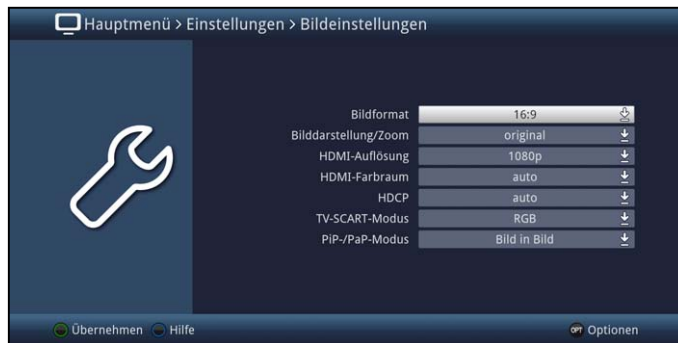 Hauptmenü > Einstellungen > Bildeinstellungen
Bildformat 16:9
Bilddarstellung/Zoom original
HDMI-Auflösung 1080p
HDMI-Farbraum auto
HDCP auto
TV-SCART-Modus RGB
PiP-/PaP-Modus Bild in Bild
Übernehmen Hilfe OPT Optionen